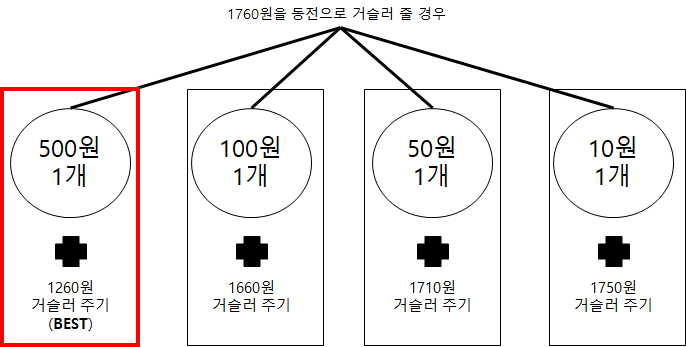 1760원을 동전으로 거슬러 줄 경우
500원
1개
100원
1개
50원
1개
10원
1개
1260원
거슬러 주기
(BEST)
1660원
거슬러 주기
1710원
거슬러 주기
1750원
거슬러 주기